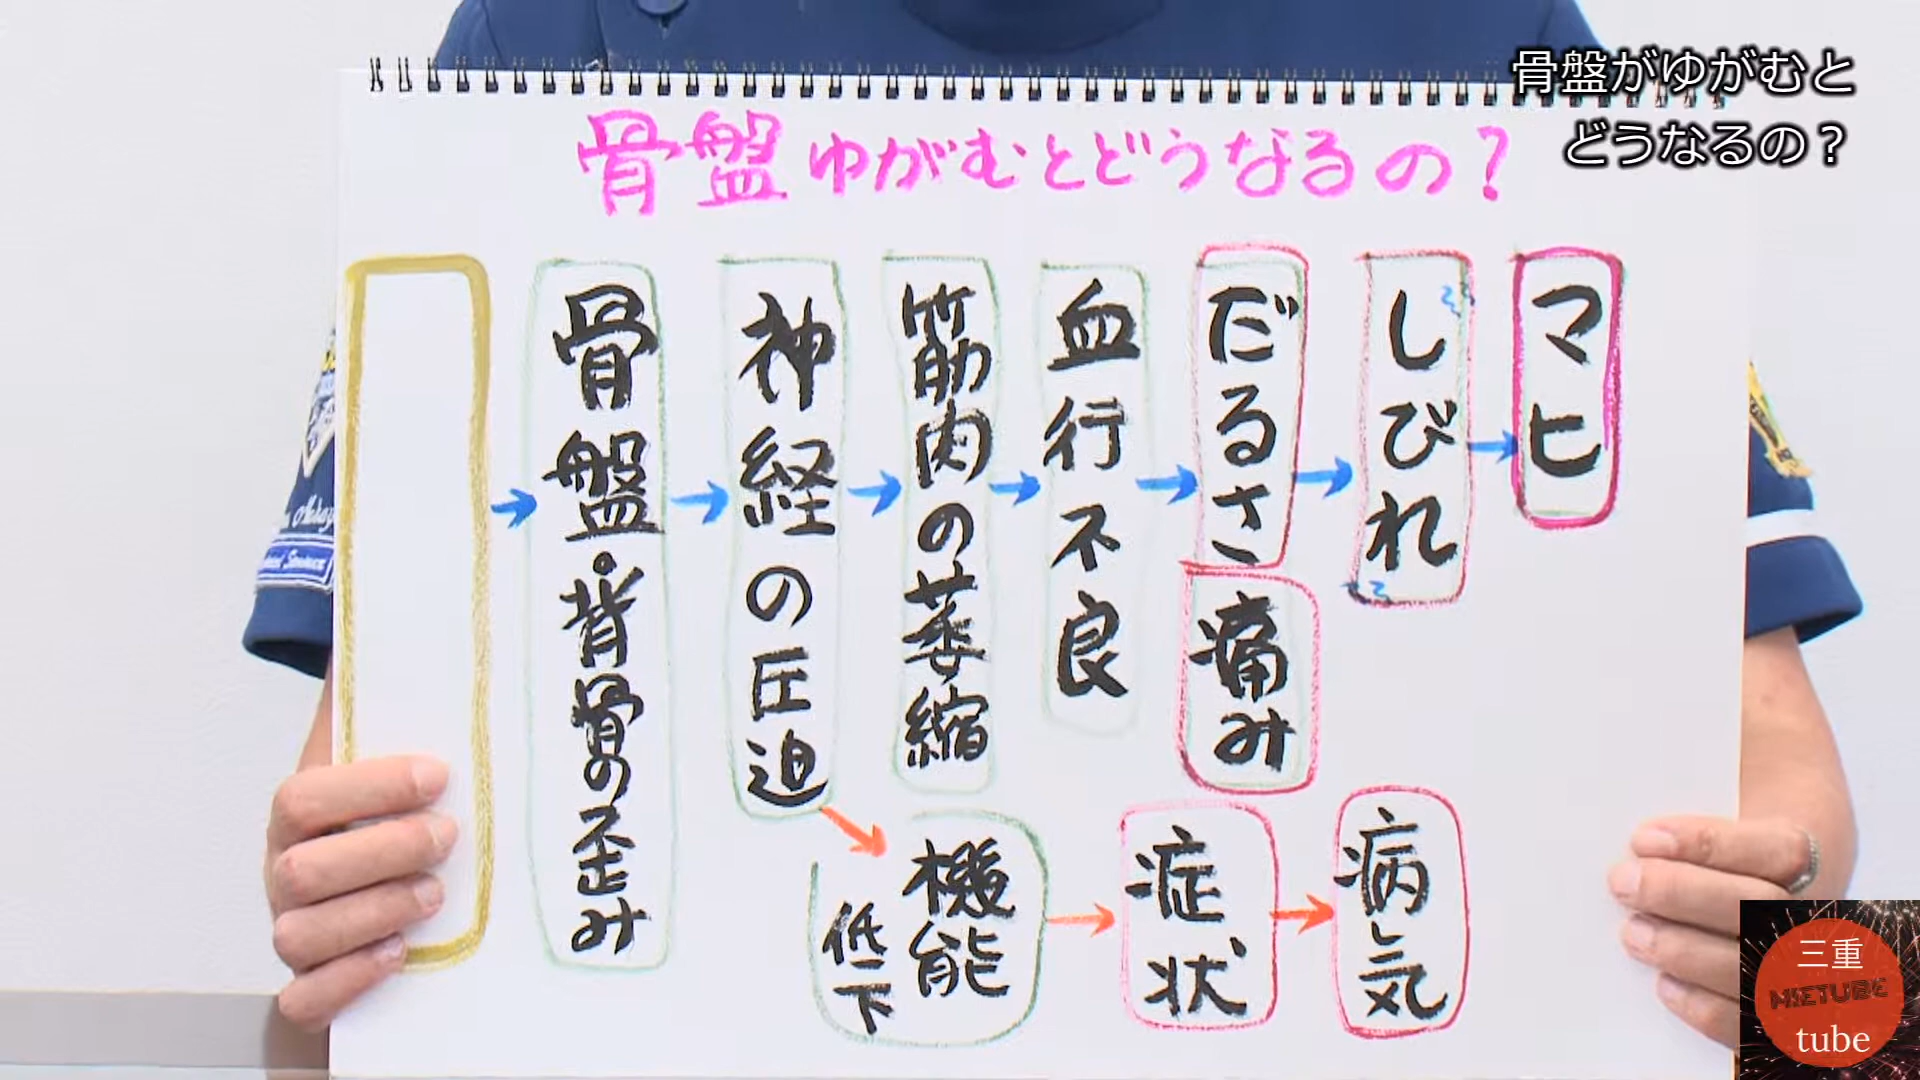 骨盤がゆがむと
どうなるの？
骨盤ゆがむとどうなるの？
骨盤・背骨の歪み
神経の圧迫
筋肉の萎縮
血行不良
だるさ
痛み
しびれ
マヒ
機能
低下
症状
病気
三重
MIETUBE
tube